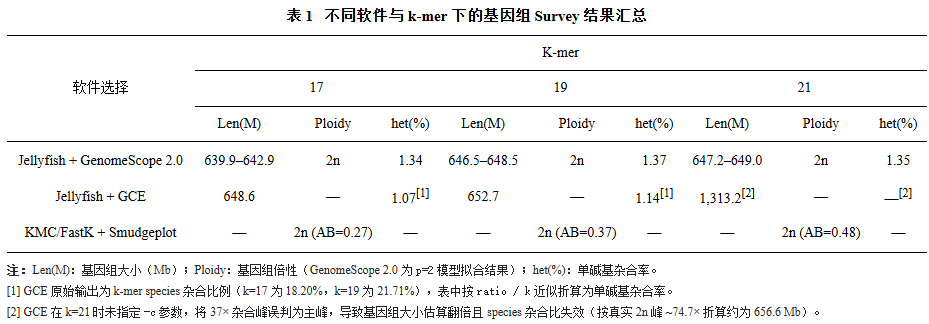 表 1 不同软件与 k-mer 下的基因组 Survey 结果汇总
软件选择 K-mer
17 19 21
Len(M) Ploidy het(%) Len(M) Ploidy het(%) Len(M) Ploidy het(%)
Jellyfish + GenomeScope 2.0 639.9–642.9 2n 1.34 646.5–648.5 2n 1.37 647.2–649.0 2n 1.35
Jellyfish + GCE 648.6 — 1.07[1] 652.7 — 1.14[1] 1,313.2[2] — —[2]
KMC/FastK + Smudgeplot — 2n (AB=0.27) — — 2n (AB=0.37) — — 2n (AB=0.48) —
注：Len(M)：基因组大小（Mb）；Ploidy：基因组倍性（GenomeScope 2.0 为 p=2 模型拟合结果）；het(%)：单碱基杂合率。
[1] GCE 原始输出为 k-mer species 杂合比例（k=17 为 18.20%，k=19 为 21.71%），表中按 ratio / k 近似折算为单碱基杂合率。
[2] GCE 在 k=21 时未指定 -c 参数，将 37× 杂合峰误判为主峰，导致基因组大小估算翻倍且 species 杂合比失效（按真实 2n 峰 ~74.7× 折算约为 656.6 Mb）。